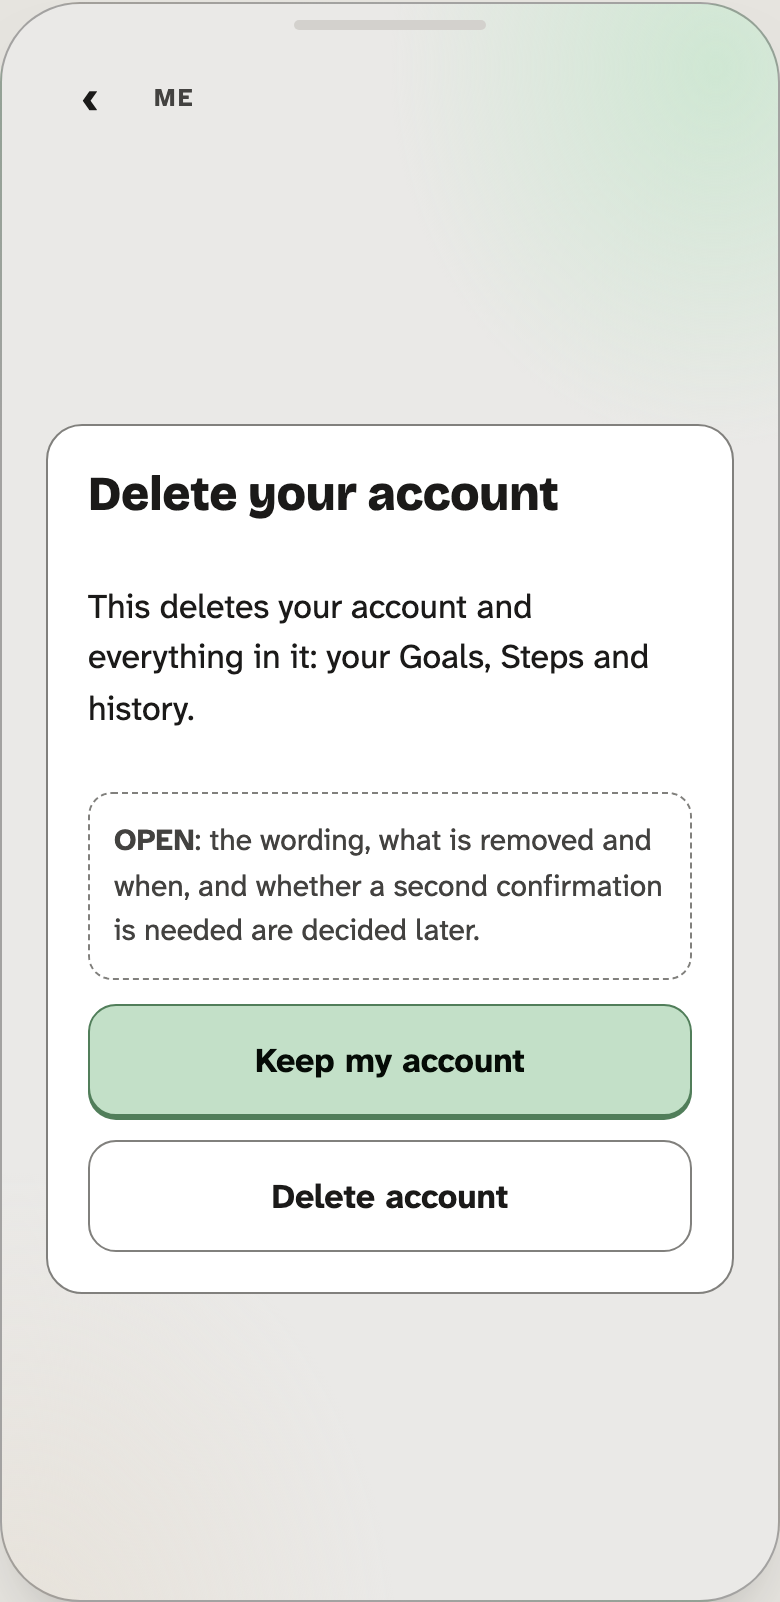 ME
Delete your account
This deletes your account and
everything in it: your Goals, Steps and
history.
OPEN: the wording, what is removed and
when, and whether a second confirmation
is needed are decided later.
Keep my account
Delete account